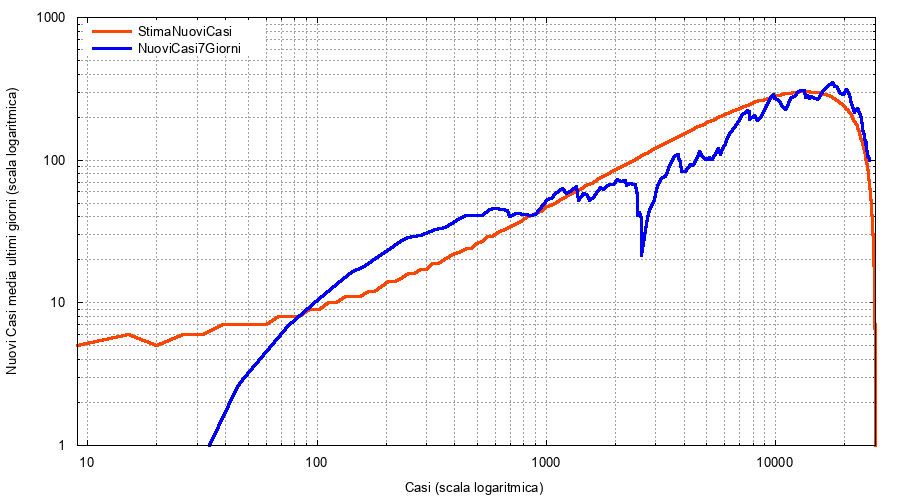 1000
StimaNuoviCasi
NuoviCasi7Giorni
100
10
1
Nuovi Casi media ultimi giorni (scala logaritmica)
10 100 1000 10000
Casi (scala logaritmica)